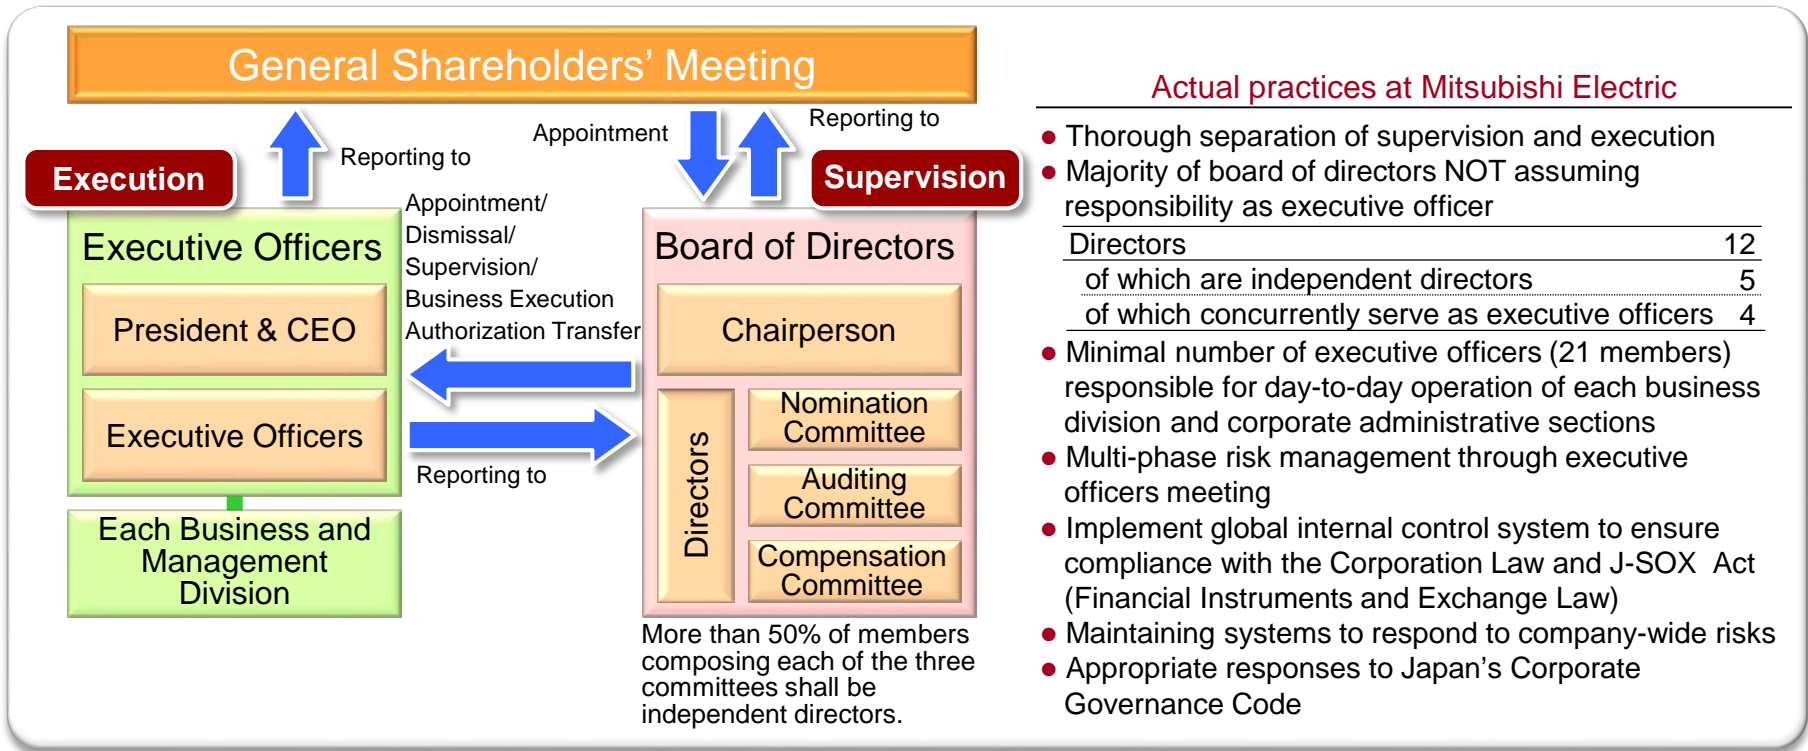 General Shareholders’ Meeting
Reporting to
Appointment
Reporting to
Execution
Supervision
Appointment/
Dismissal/
Supervision/
Business Execution
Authorization Transfer
Reporting to
Executive Officers
President & CEO
Executive Officers
Each Business and
Management
Division
Board of Directors
Chairperson
Directors
Nomination
Committee
Auditing
Committee
Compensation
Committee
More than 50% of members
composing each of the three
committees shall be
independent directors.
Actual practices at Mitsubishi Electric
● Thorough separation of supervision and execution
● Majority of board of directors NOT assuming
responsibility as executive officer
Directors 12
of which are independent directors 5
of which concurrently serve as executive officers 4
● Minimal number of executive officers (21 members)
responsible for day-to-day operation of each business
division and corporate administrative sections
● Multi-phase risk management through executive
officers meeting
● Implement global internal control system to ensure
compliance with the Corporation Law and J-SOX Act
(Financial Instruments and Exchange Law)
● Maintaining systems to respond to company-wide risks
● Appropriate responses to Japan’s Corporate
Governance Code